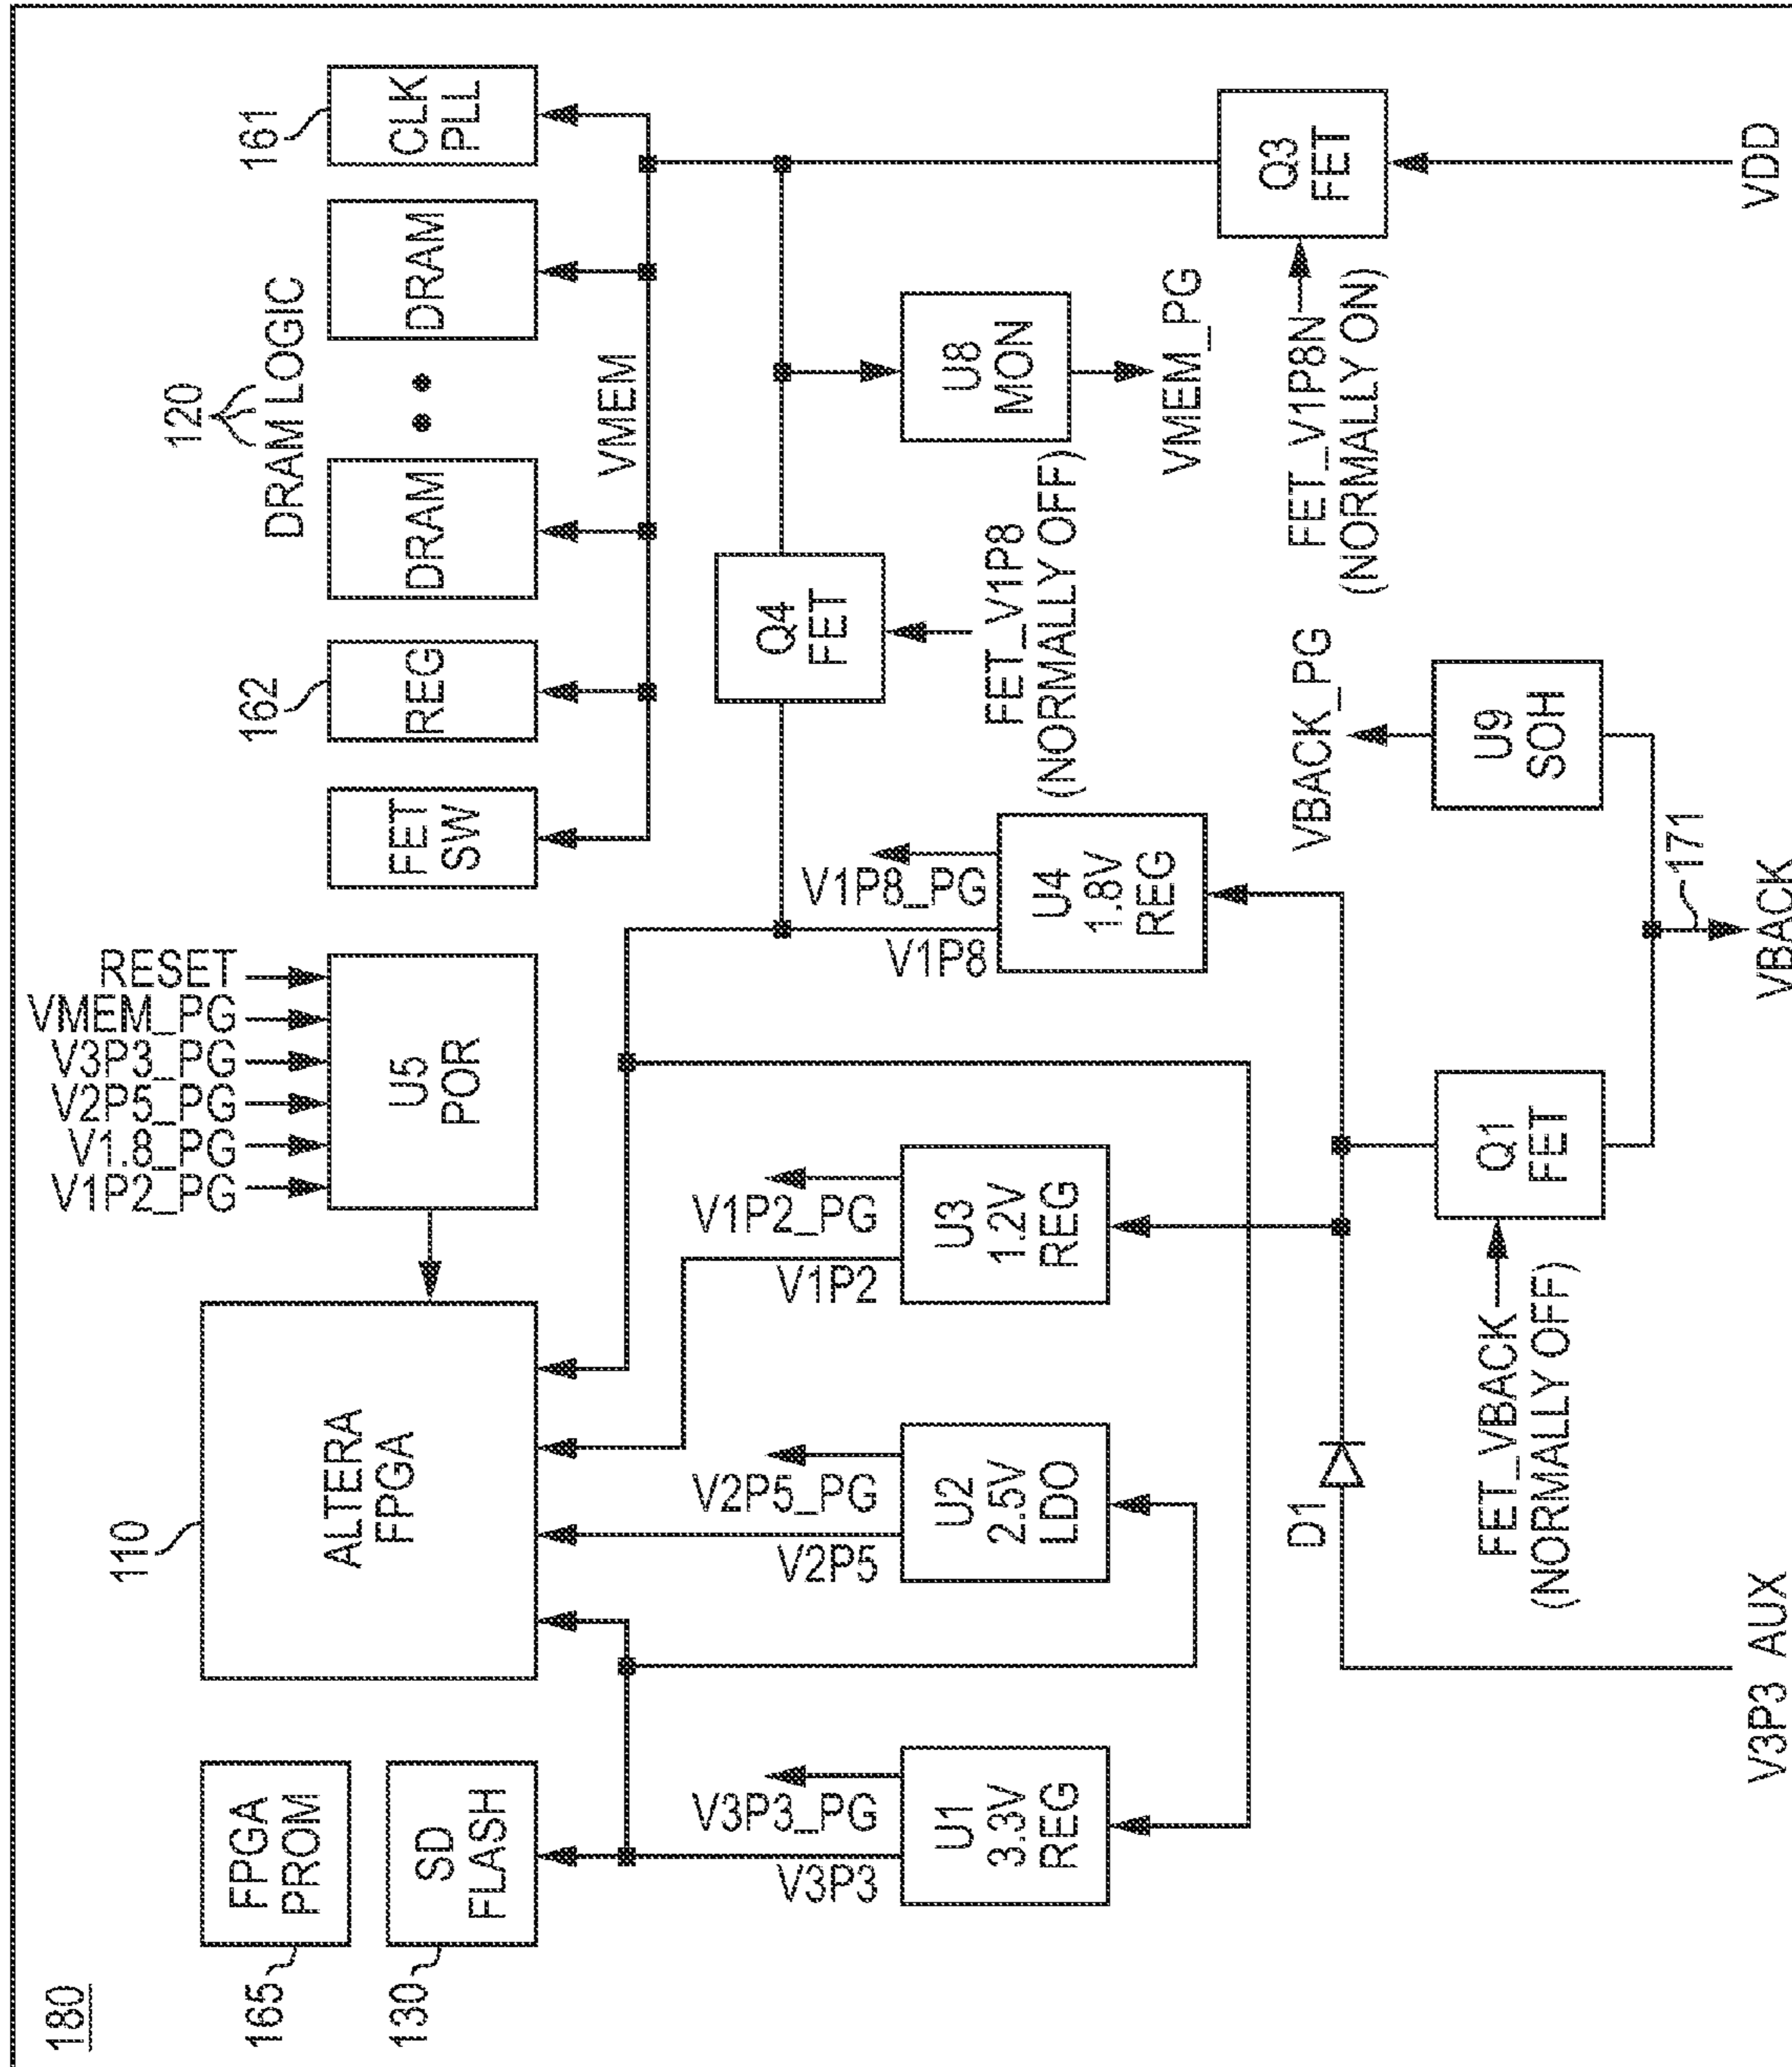 180
165
FPGA
PROM
130
SD
FLASH
110
ALTERA
FPGA
RESET
VMEM_PG
V3P3_PG
V2P5_PG
V1.8_PG
V1P2_PG
U5
POR
FET
SW
162
REG
120
DRAM LOGIC
DRAM
DRAM
161
CLK
PLL
VMEM
V3P3_PG
V3P3
U1
3.3V
REG
V2P5_PG
V2P5
U2
2.5V
LDO
V1P2_PG
V1P2
U3
1.2V
REG
V1P8_PG
V1P8
U4
1.8V
REG
Q4
FET
FET_V1P8
(NORMALLY OFF)
U8
MON
VMEM_PG
Q3
FET
FET_V1P8N
(NORMALLY ON)
VDD
D1
V3P3 AUX
Q1
FET
FET_VBACK
(NORMALLY OFF)
VBACK_PG
U9
SOH
171
VBACK